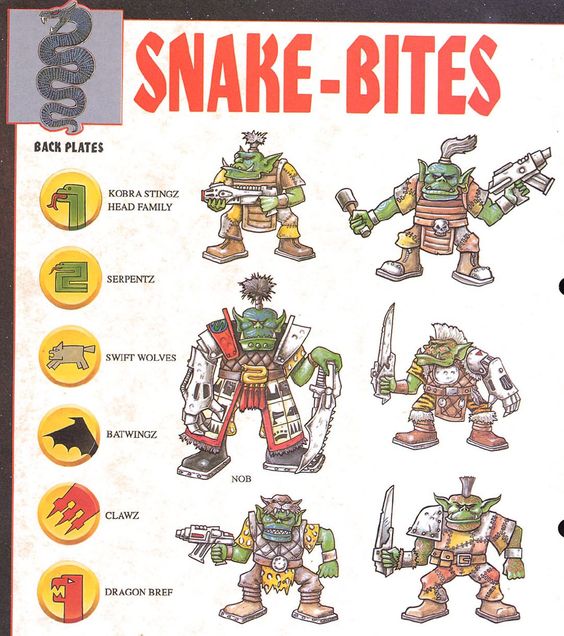 SNAKE-BITES
BACK PLATES
KOBRA STINGZ
HEAD FAMILY
SERPENTZ
SWIFT WOLVES
BATWINGZ
NOB
CLAWZ
DRAGON BREF